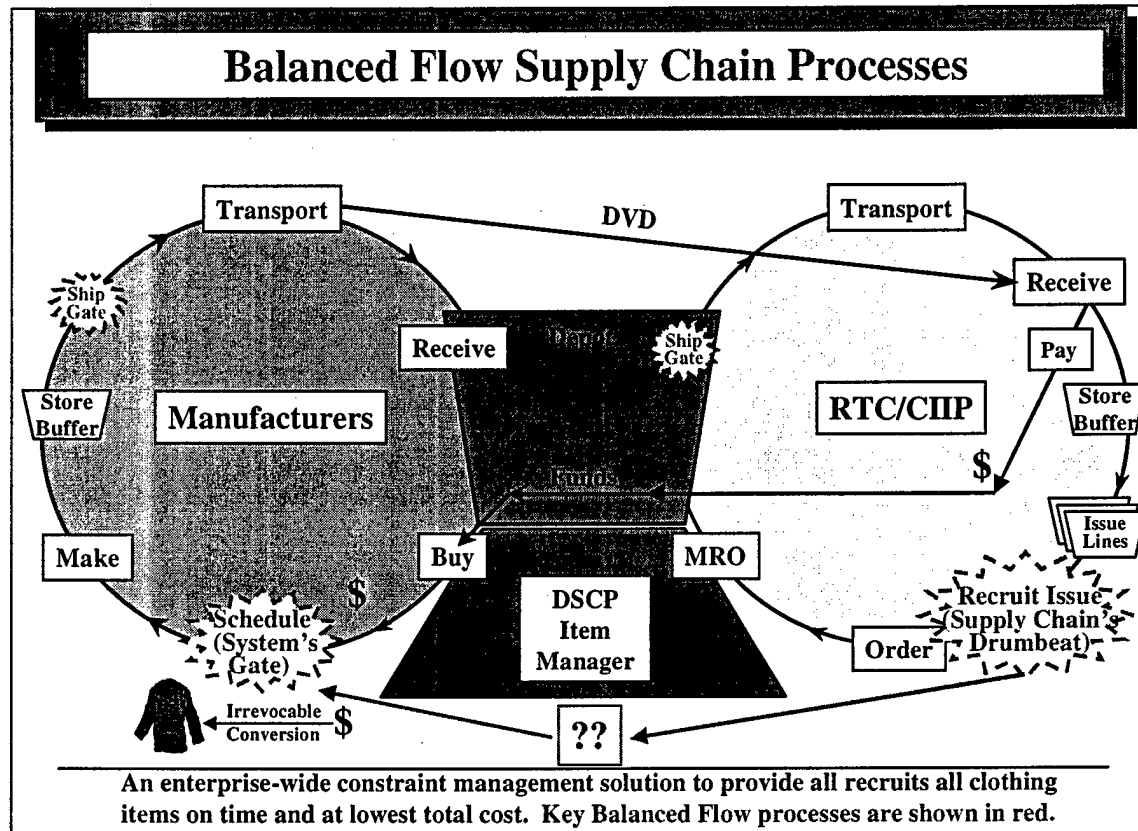 Balanced Flow Supply Chain Processes
Transport
DVD
Transport
Ship
Gate
Receive
Receive
Depot
Ship
Gate
Pay
Store
Buffer
Manufacturers
RTC/CIIP
Store
Buffer
$
Funds
Issue
Lines
Make
Buy
MRO
$
Schedule
(System's
Gate)
DSCP
Item
Manager
Order
Recruit Issue
(Supply Chain's
Drumbeat)
Irrevocable
Conversion
$
??
An enterprise-wide constraint management solution to provide all recruits all clothing
items on time and at lowest total cost. Key Balanced Flow processes are shown in red.